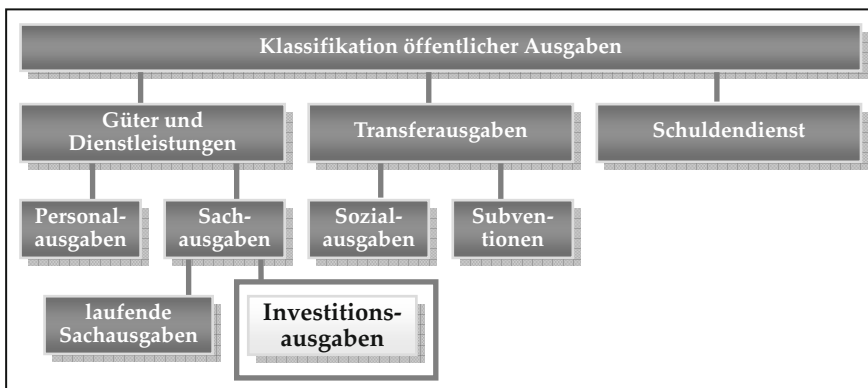 Klassifikation öffentlicher Ausgaben
Güter und
Dienstleistungen
Transferausgaben
Schuldendienst
Personal-
ausgaben
Sach-
ausgaben
Sozial-
ausgaben
Subven-
tionen
laufende
Sachausgaben
Investitions-
ausgaben